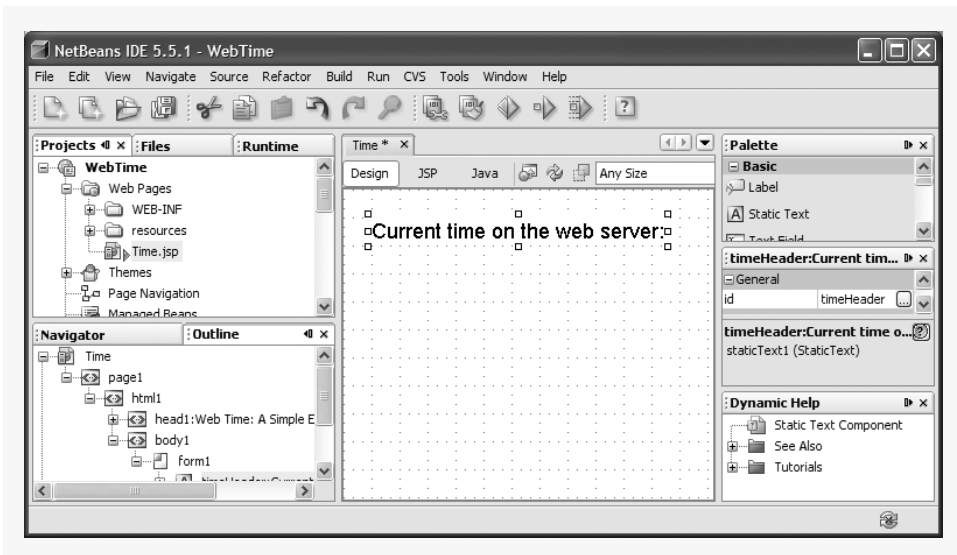 NetBeans IDE 5.5.1 - WebTime
File Edit View Navigate Source Refactor Build Run CVS Tools Window Help
Projects
Files
Runtime
WebTime
Web Pages
WEB-INF
resources
Time.jsp
Themes
Page Navigation
Managed Beans
Navigator
Outline
Time
page1
html1
head1:Web Time: A Simple E
body1
form1
timeHeader:Current
Time *
Design JSP Java Any Size
Current time on the web server:
Palette
Basic
Label
Static Text
Text Field
timeHeader:Current tim...
General
id timeHeader ...
timeHeader:Current time o...
staticText1 (StaticText)
Dynamic Help
Static Text Component
See Also
Tutorials